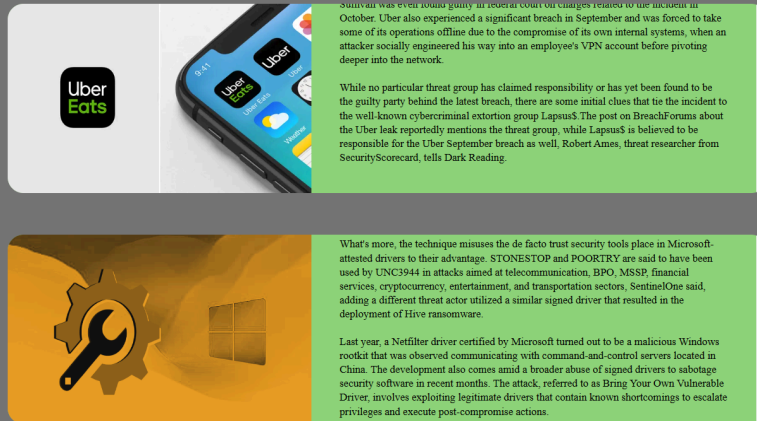 Sullivan was even found guilty in federal court on charges related to the incident in
October. Uber also experienced a significant breach in September and was forced to take
some of its operations offline due to the compromise of its own internal systems, when an
attacker socially engineered his way into an employee's VPN account before pivoting
deeper into the network.
While no particular threat group has claimed responsibility or has yet been found to be
the guilty party behind the latest breach, there are some initial clues that tie the incident to
the well-known cybercriminal extortion group Lapsus$.The post on BreachForums about
the Uber leak reportedly mentions the threat group, while Lapsus$ is believed to be
responsible for the Uber September breach as well, Robert Ames, threat researcher from
SecurityScorecard, tells Dark Reading.
Uber
Eats
9:41
Uber
Eats
Uber
Uber Eats
Uber
Weather
What's more, the technique misuses the de facto trust security tools place in Microsoft-
attested drivers to their advantage. STONESTOP and POORTRY are said to have been
used by UNC3944 in attacks aimed at telecommunication, BPO, MSSP, financial
services, cryptocurrency, entertainment, and transportation sectors, SentinelOne said,
adding a different threat actor utilized a similar signed driver that resulted in the
deployment of Hive ransomware.
Last year, a Netfilter driver certified by Microsoft turned out to be a malicious Windows
rootkit that was observed communicating with command-and-control servers located in
China. The development also comes amid a broader abuse of signed drivers to sabotage
security software in recent months. The attack, referred to as Bring Your Own Vulnerable
Driver, involves exploiting legitimate drivers that contain known shortcomings to escalate
privileges and execute post-compromise actions.